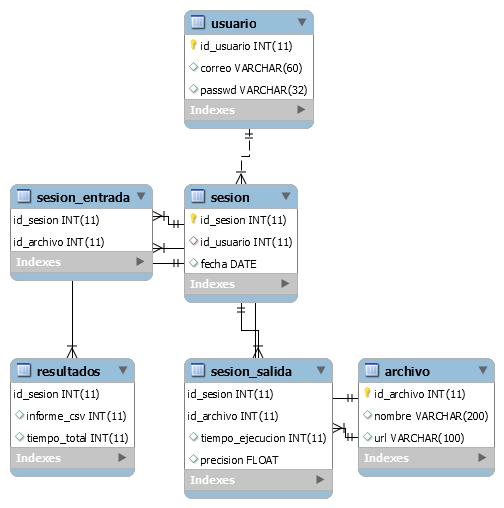 usuario
id_usuario INT(11)
correo VARCHAR(60)
passwd VARCHAR(32)
Indexes
sesion_entrada
id_sesion INT(11)
id_archivo INT(11)
Indexes
sesion
id_sesion INT(11)
id_usuario INT(11)
fecha DATE
Indexes
resultados
id_sesion INT(11)
informe_csv INT(11)
tiempo_total INT(11)
Indexes
sesion_salida
id_sesion INT(11)
id_archivo INT(11)
tiempo_ejecucion INT(11)
precision FLOAT
Indexes
archivo
id_archivo INT(11)
nombre VARCHAR(200)
url VARCHAR(100)
Indexes